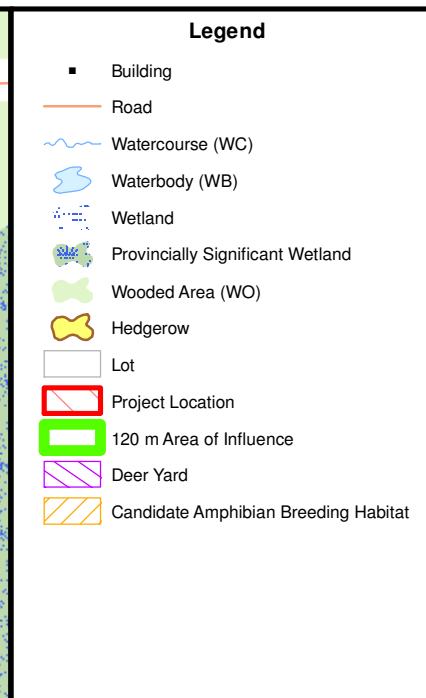 Legend
Building
Road
Watercourse (WC)
Waterbody (WB)
Wetland
Provincially Significant Wetland
Wooded Area (WO)
Hedgerow
Lot
Project Location
120 m Area of Influence
Deer Yard
Candidate Amphibian Breeding Habitat